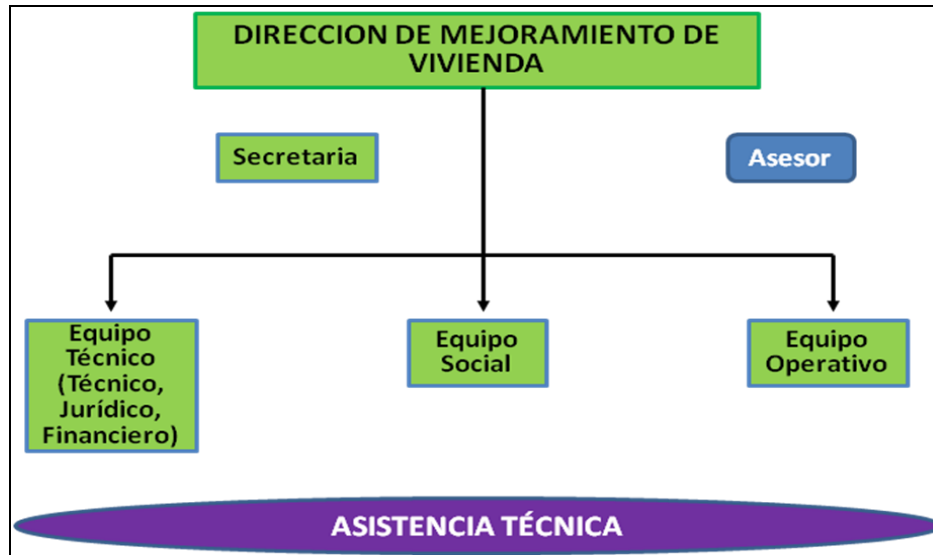 DIRECCION DE MEJORAMIENTO DE
VIVIENDA
Secretaria
Asesor
Equipo
Técnico
(Técnico,
Jurídico,
Financiero)
Equipo
Social
Equipo
Operativo
ASISTENCIA TÉCNICA